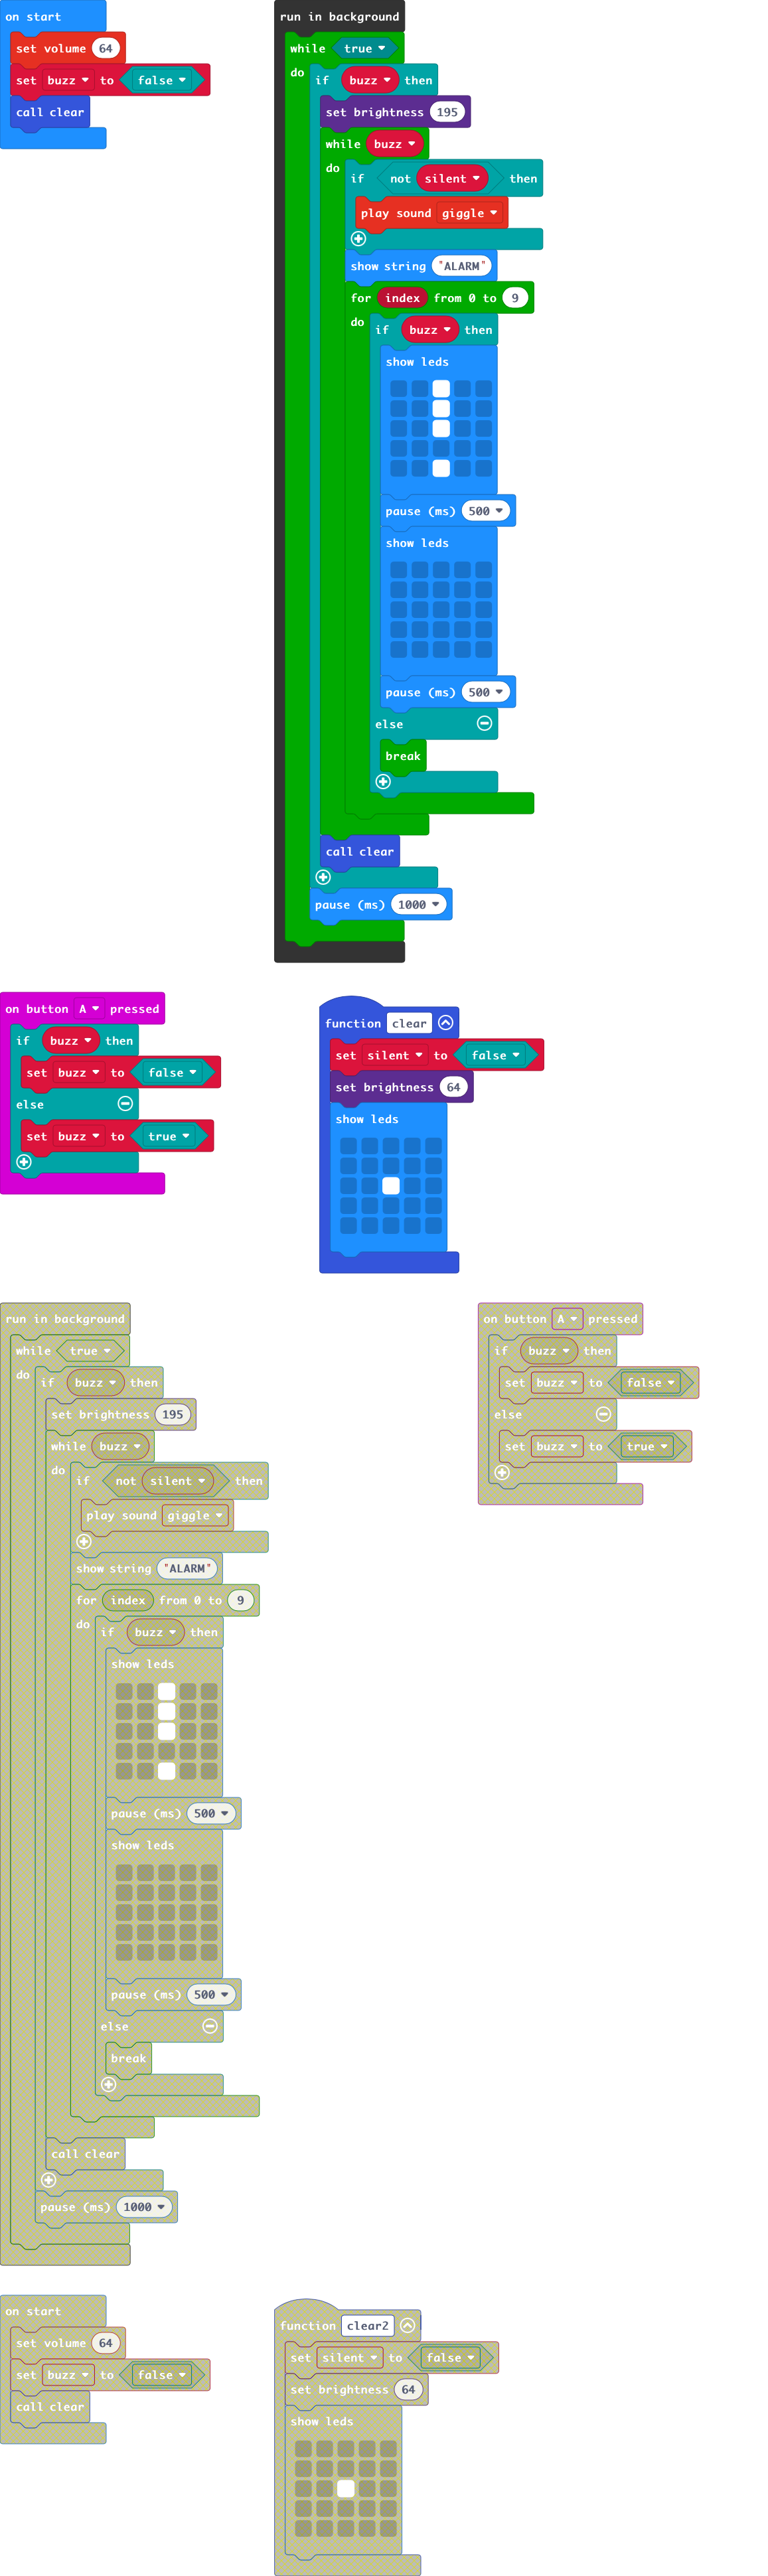 on start
set volume 64
set buzz to false
call clear
run in background
while true
do if buzz then
set brightness 195
while buzz
do if not silent then
play sound giggle
show string "ALARM"
for index from 0 to 9
do if buzz then
show leds
pause (ms) 500
show leds
pause (ms) 500
else
break
call clear
pause (ms) 1000
on button A pressed
if buzz then
set buzz to false
else
set buzz to true
function clear
set silent to false
set brightness 64
show leds
run in background
while true
do if buzz then
set brightness 195
while buzz
do if not silent then
play sound giggle
show string "ALARM"
for index from 0 to 9
do if buzz then
show leds
pause (ms) 500
show leds
pause (ms) 500
else
break
call clear
pause (ms) 1000
on button A pressed
if buzz then
set buzz to false
else
set buzz to true
on start
set volume 64
set buzz to false
call clear
function clear2
set silent to false
set brightness 64
show leds